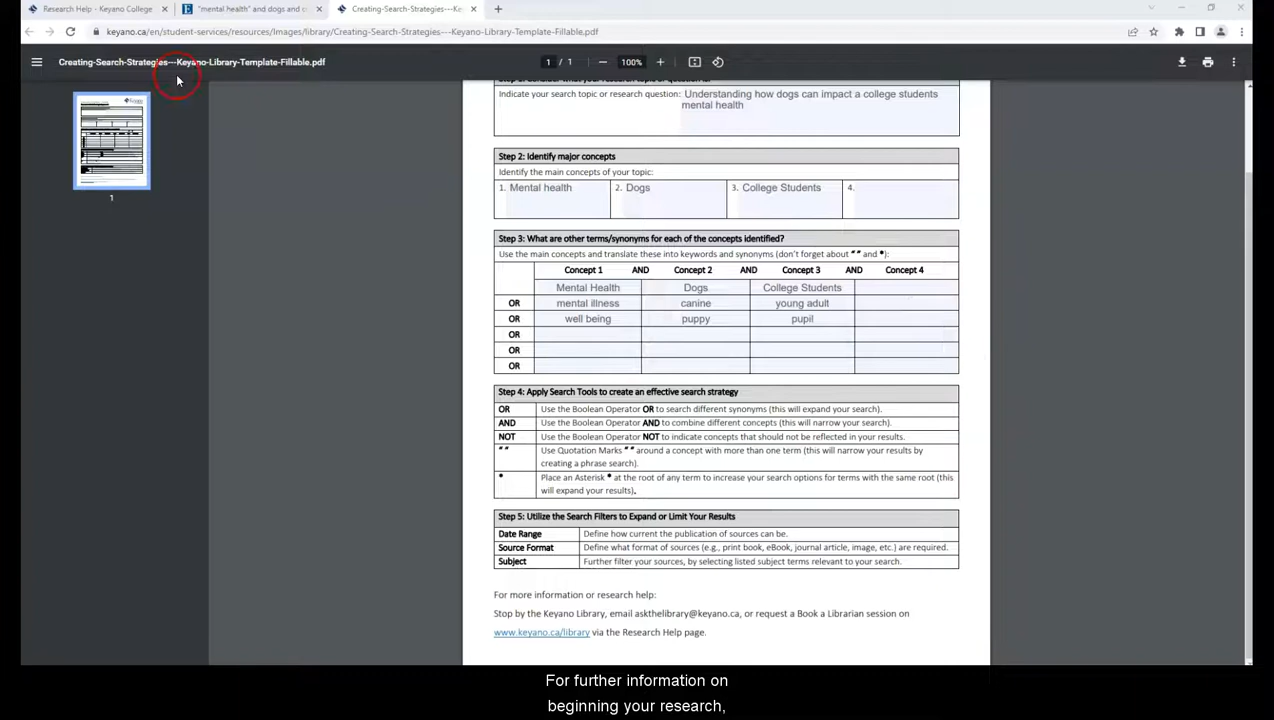 Research Help - Keyano College
"mental health" and dogs and c
Creating-Search-Strategies---Key
keyano.ca/en/student-services/resources/Images/library/Creating-Search-Strategies---Keyano-Library-Template-Fillable.pdf
Creating-Search-Strategies---Keyano-Library-Template-Fillable.pdf
1 / 1
100%
1
Indicate your search topic or research question: Understanding how dogs can impact a college students
mental health
Step 2: Identify major concepts
Identify the main concepts of your topic:
1. Mental health 2. Dogs 3. College Students 4.
Step 3: What are other terms/synonyms for each of the concepts identified?
Use the main concepts and translate these into keywords and synonyms (don't forget about “ ” and *):
Concept 1 AND Concept 2 AND Concept 3 AND Concept 4
Mental Health Dogs College Students
OR mental illness canine young adult
OR well being puppy pupil
OR
OR
OR
Step 4: Apply Search Tools to create an effective search strategy
OR Use the Boolean Operator OR to search different synonyms (this will expand your search).
AND Use the Boolean Operator AND to combine different concepts (this will narrow your search).
NOT Use the Boolean Operator NOT to indicate concepts that should not be reflected in your results.
“ ” Use Quotation Marks “ ” around a concept with more than one term (this will narrow your results by
creating a phrase search).
* Place an Asterisk * at the root of any term to increase your search options for terms with the same root (this
will expand your results).
Step 5: Utilize the Search Filters to Expand or Limit Your Results
Date Range Define how current the publication of sources can be.
Source Format Define what format of sources (e.g., print book, eBook, journal article, image, etc.) are required.
Subject Further filter your sources, by selecting listed subject terms relevant to your search.
For more information or research help:
Stop by the Keyano Library, email askthelibrary@keyano.ca, or request a Book a Librarian session on
www.keyano.ca/library via the Research Help page.
For further information on
beginning your research,